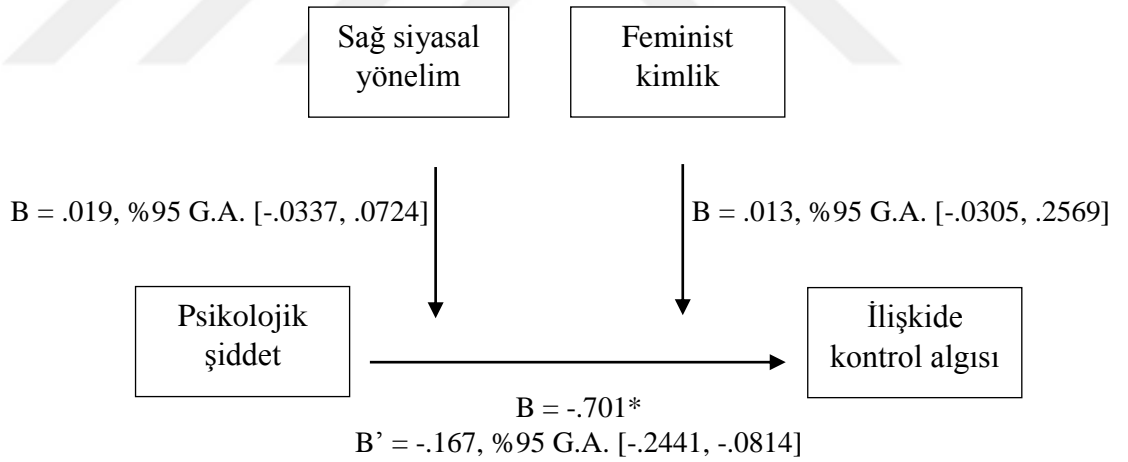 Sağ siyasal
yönelim
Feminist
kimlik
B = .019, %95 G.A. [-.0337, .0724]
B = .013, %95 G.A. [-.0305, .2569]
Psikolojik
şiddet
İlişkide
kontrol algısı
B = -.701*
B’ = -.167, %95 G.A. [-.2441, -.0814]